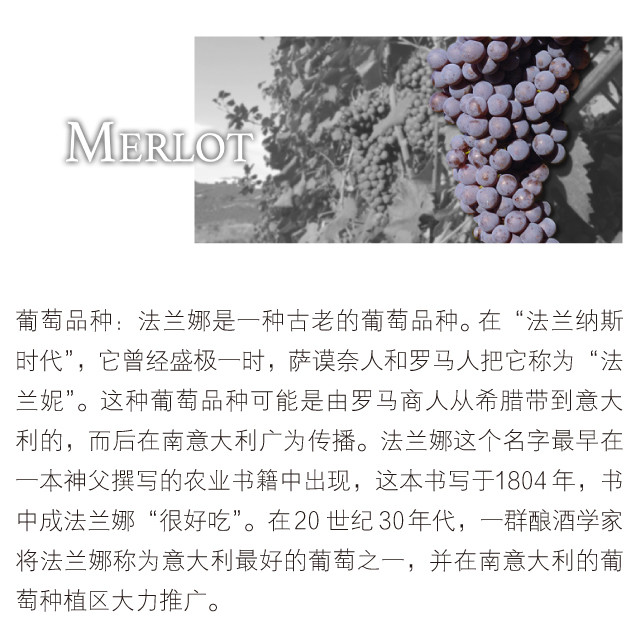 MERLOT
葡萄品种：法兰娜是一种古老的葡萄品种。在“法兰纳斯
时代”，它曾经盛极一时，萨谟奈人和罗马人把它称为“法
兰妮”。这种葡萄品种可能是由罗马商人从希腊带到意大
利的，而后在南意大利广为传播。法兰娜这个名字最早在
一本神父撰写的农业书籍中出现，这本书写于1804年，书
中成法兰娜“很好吃”。在20世纪30年代，一群酿酒学家
将法兰娜称为意大利最好的葡萄之一，并在南意大利的葡
萄种植区大力推广。